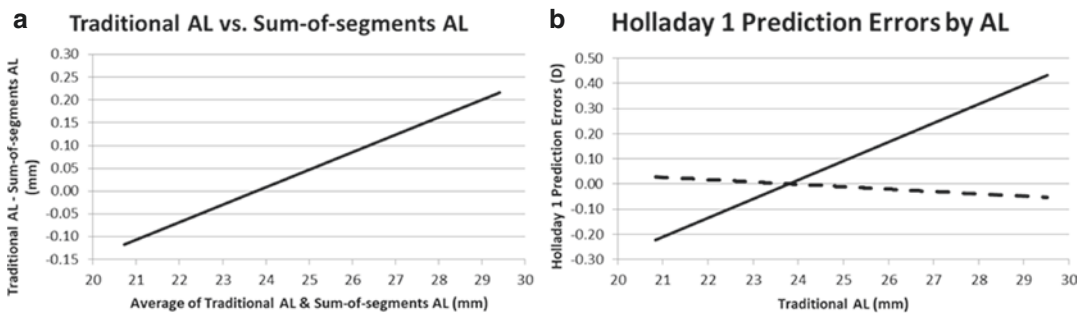 a
Traditional AL vs. Sum-of-segments AL
Traditional AL - Sum-of-segments AL
(mm)
0.30
0.25
0.20
0.15
0.10
0.05
0.00
-0.05
-0.10
-0.15
20 21 22 23 24 25 26 27 28 29 30
Average of Traditional AL & Sum-of-segments AL (mm)
b
Holladay 1 Prediction Errors by AL
Holladay 1 Prediction Errors (D)
0.50
0.40
0.30
0.20
0.10
0.00
-0.10
-0.20
-0.30
20 21 22 23 24 25 26 27 28 29 30
Traditional AL (mm)